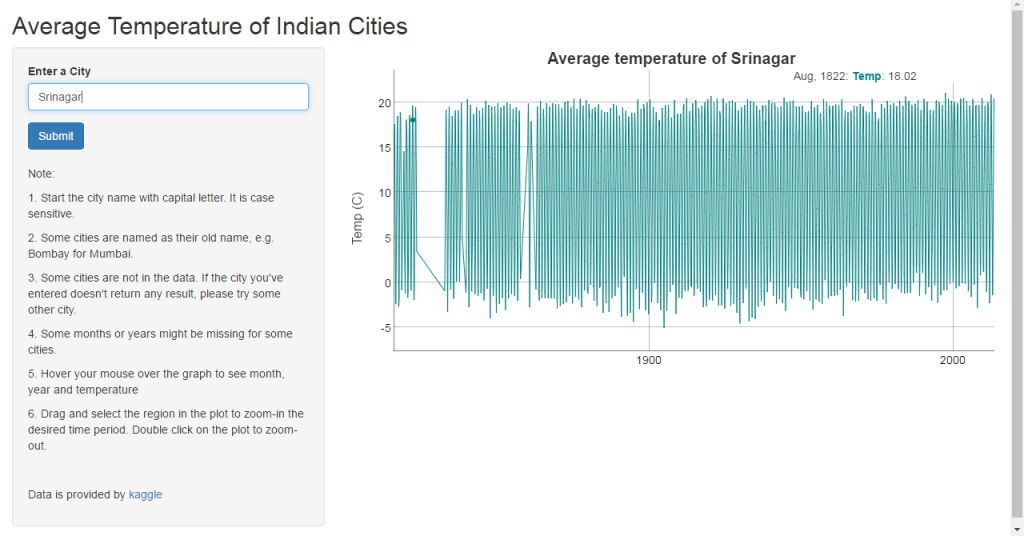 Average Temperature of Indian Cities
Enter a City
Srinagar
Submit
Note:
1. Start the city name with capital letter. It is case
sensitive.
2. Some cities are named as their old name, e.g.
Bombay for Mumbai.
3. Some cities are not in the data. If the city you've
entered doesn't return any result, please try some
other city.
4. Some months or years might be missing for some
cities.
5. Hover your mouse over the graph to see month,
year and temperature
6. Drag and select the region in the plot to zoom-in the
desired time period. Double click on the plot to zoom-
out.
Data is provided by kaggle
Average temperature of Srinagar
Aug, 1822: Temp: 18.02
Temp (C)
20
15
10
5
0
-5
1900
2000